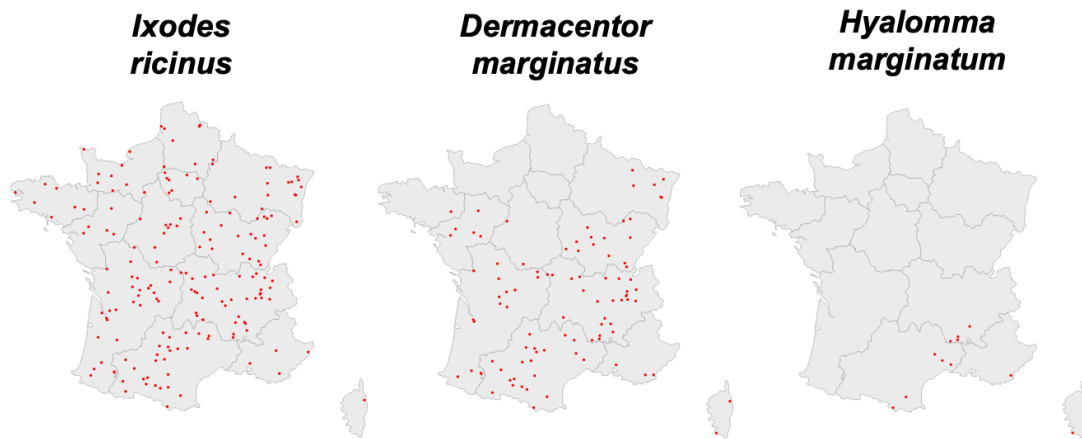 Ixodes
ricinus
Dermacentor
marginatus
Hyalomma
marginatum